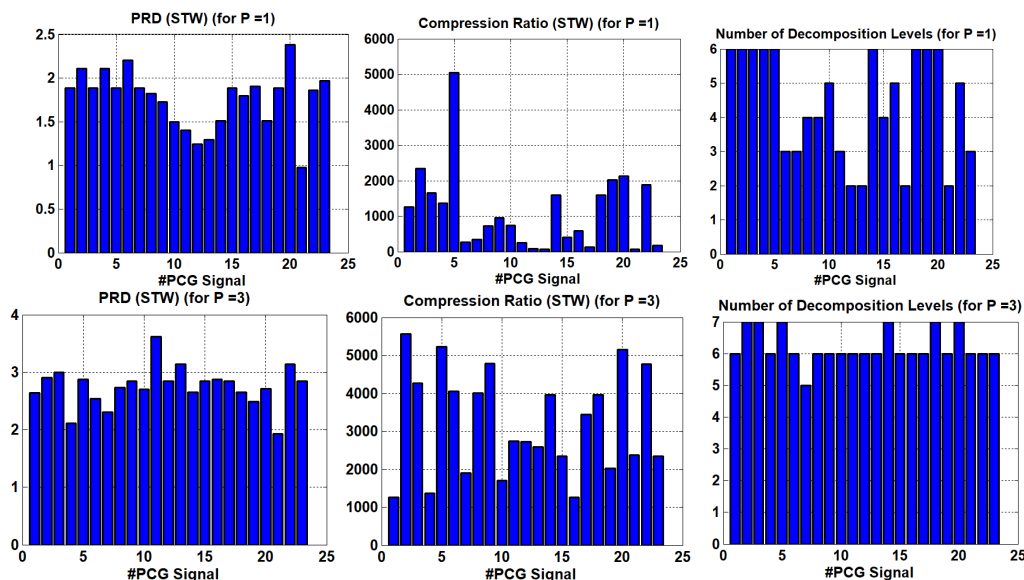 PRD (STW) (for P =1)
2.5
2
1.5
1
0.5
0
0 5 10 15 20 25
#PCG Signal
Compression Ratio (STW) (for P =1)
6000
5000
4000
3000
2000
1000
0
0 5 10 15 20 25
#PCG Signal
Number of Decomposition Levels (for P =1)
6
5
4
3
2
1
0
0 5 10 15 20 25
#PCG Signal
PRD (STW) (for P =3)
4
3
2
1
0
0 5 10 15 20 25
#PCG Signal
Compression Ratio (STW) (for P =3)
6000
5000
4000
3000
2000
1000
0
0 5 10 15 20 25
#PCG Signal
Number of Decomposition Levels (for P =3)
7
6
5
4
3
2
1
0
0 5 10 15 20 25
#PCG Signal